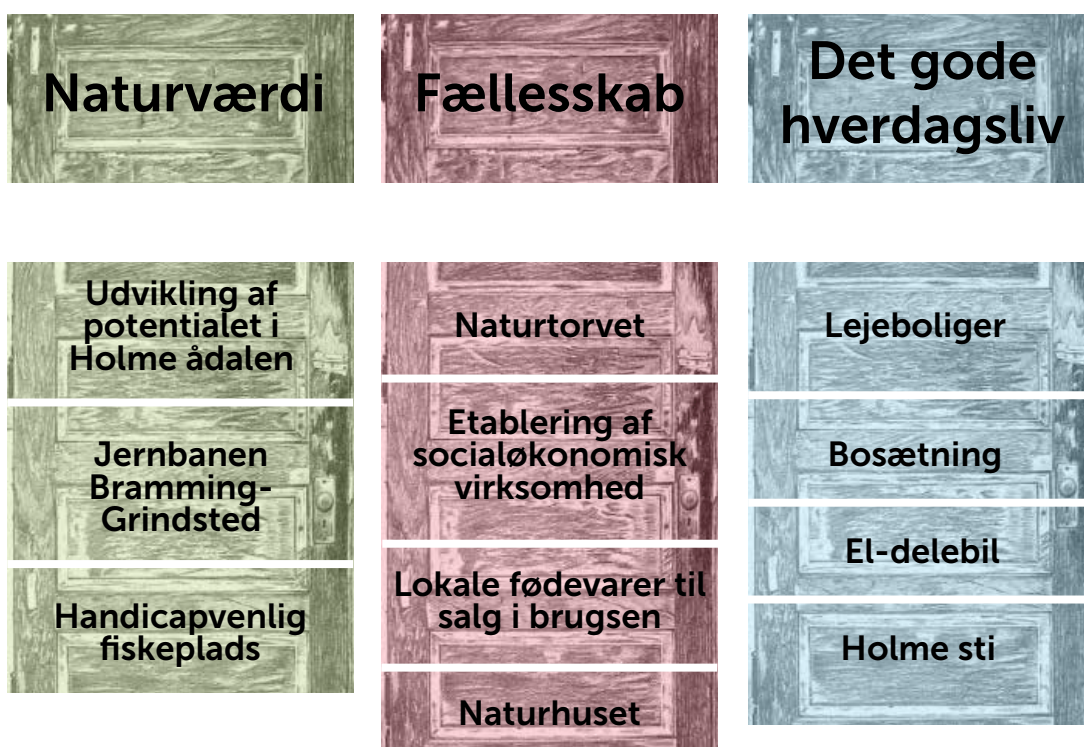 Naturværdi
Udvikling af
potentialet i
Holme ådalen
Jernbanen
Bramming-
Grindsted
Handicapvenlig
fiskeplads
Fællesskab
Naturtorvet
Etablering af
socialøkonomisk
virksomhed
Lokale fødevarer til
salg i brugsen
Naturhuset
Det gode
hverdagsliv
Lejeboliger
Bosætning
El-delebil
Holme sti